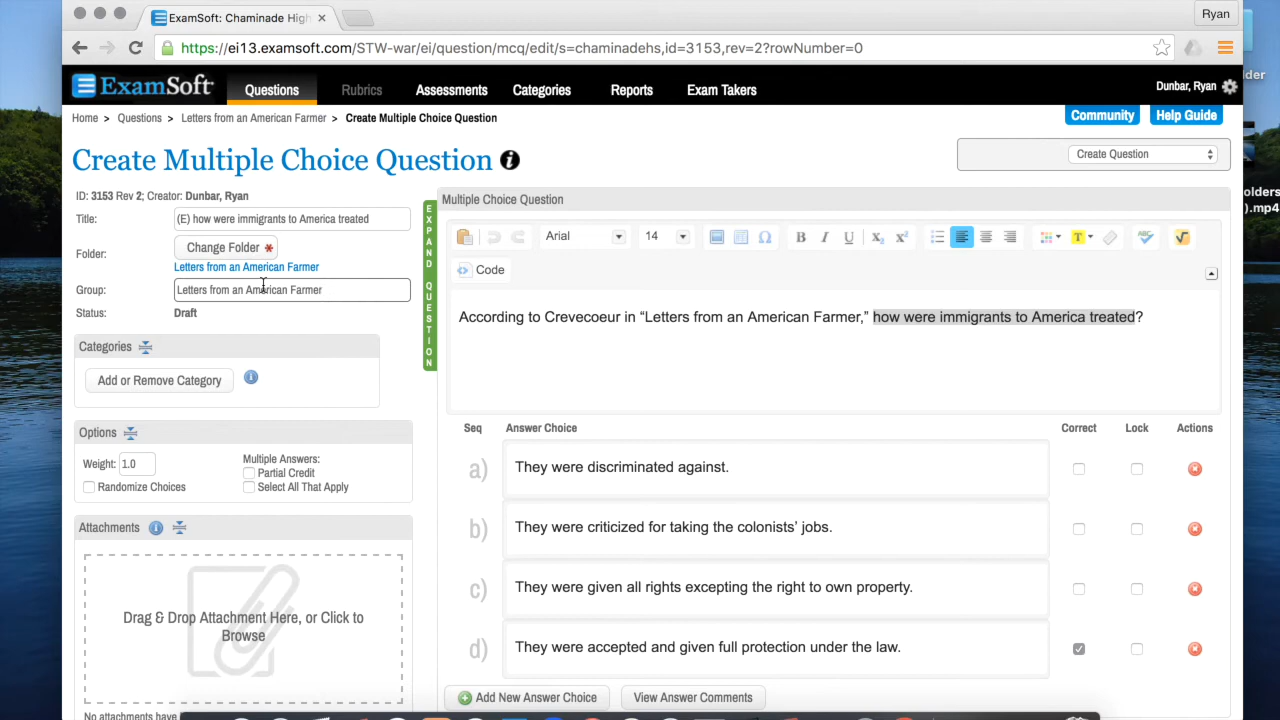 ExamSoft: Chaminade High
Ryan
https://ei13.examsoft.com/STW-war/ei/question/mcq/edit/s=chaminadehs,id=3153,rev=2?rowNumber=0
ExamSoft Questions Rubrics Assessments Categories Reports Exam Takers Dunbar, Ryan
Home > Questions > Letters from an American Farmer > Create Multiple Choice Question
Community Help Guide
Create Multiple Choice Question
Create Question
ID: 3153 Rev 2; Creator: Dunbar, Ryan
Title: (E) how were immigrants to America treated
Folder: Change Folder *
Letters from an American Farmer
Group: Letters from an American Farmer
Status: Draft
Categories
Add or Remove Category
Options
Weight: 1.0
Multiple Answers:
Partial Credit
Randomize Choices
Select All That Apply
Attachments
Drag & Drop Attachment Here, or Click to
Browse
No attachments have
EXPAND QUESTION
Multiple Choice Question
Arial 14 B I U X2 X2 T
Code
According to Crevecoeur in “Letters from an American Farmer,” how were immigrants to America treated?
Seq Answer Choice Correct Lock Actions
a) They were discriminated against.
b) They were criticized for taking the colonists’ jobs.
c) They were given all rights excepting the right to own property.
d) They were accepted and given full protection under the law.
Add New Answer Choice View Answer Comments
lder
olders
).mp4